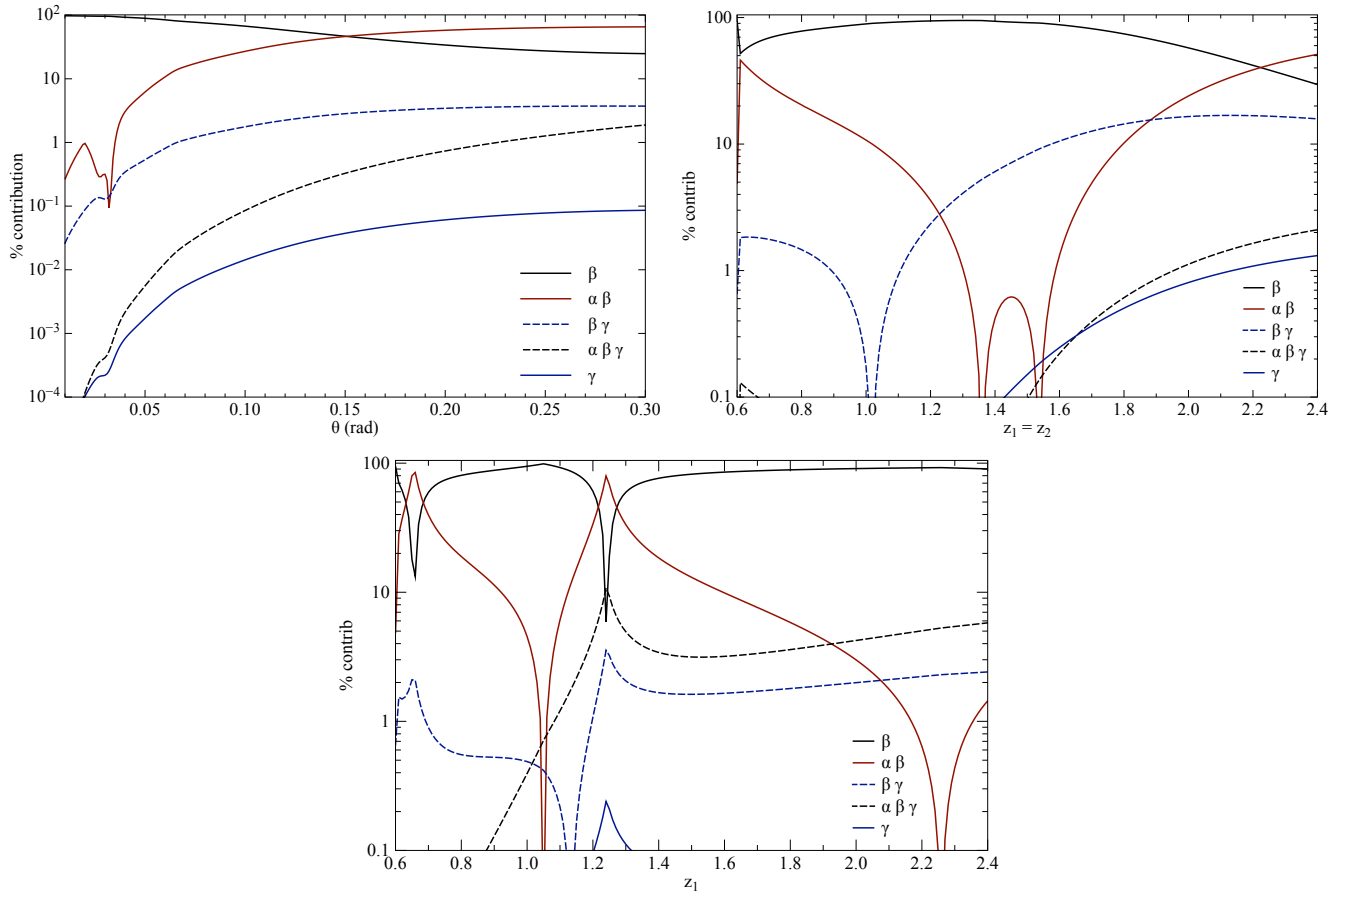 % contribution
10²
10
1
10⁻¹
10⁻²
10⁻³
10⁻⁴
0.05 0.10 0.15 0.20 0.25 0.30
θ (rad)
β
α β
β γ
α β γ
γ
% contrib
100
10
1
0.1
0.6 0.8 1.0 1.2 1.4 1.6 1.8 2.0 2.2 2.4
z₁ = z₂
β
α β
β γ
α β γ
γ
% contrib
100
10
1
0.1
0.6 0.8 1.0 1.2 1.4 1.6 1.8 2.0 2.2 2.4
z₁
β
α β
β γ
α β γ
γ